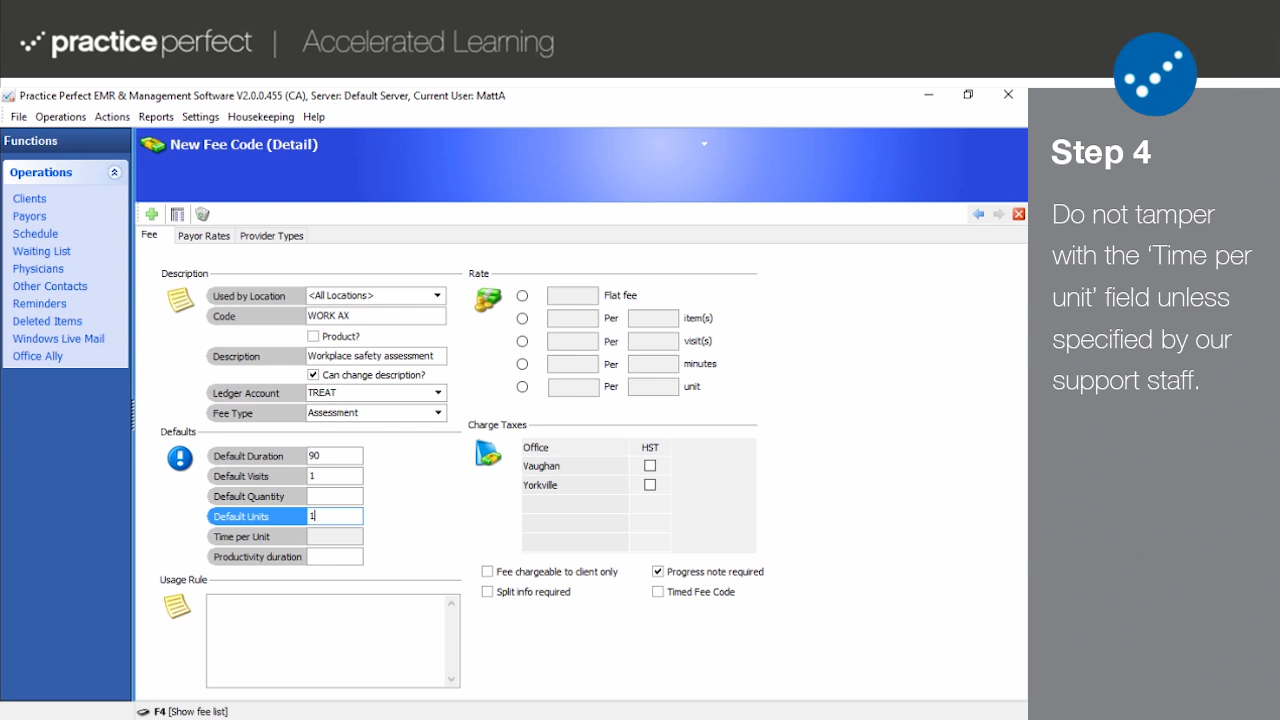 practiceperfect | Accelerated Learning
Practice Perfect EMR & Management Software V2.0.0.455 (CA), Server: Default Server, Current User: MattA
File Operations Actions Reports Settings Housekeeping Help
Functions
Operations
Clients
Payors
Schedule
Waiting List
Physicians
Other Contacts
Reminders
Deleted Items
Windows Live Mail
Office Ally
New Fee Code (Detail)
Fee Payor Rates Provider Types
Description
Used by Location <All Locations>
Code WORK AX
Product?
Description Workplace safety assessment
Can change description?
Ledger Account TREAT
Fee Type Assessment
Defaults
Default Duration 90
Default Visits 1
Default Quantity
Default Units 1
Time per Unit
Productivity duration
Usage Rule
Rate
Flat fee
Per item(s)
Per visit(s)
Per minutes
Per unit
Charge Taxes
Office HST
Vaughan
Yorkville
Fee chargeable to client only Progress note required
Split info required Timed Fee Code
F4 [Show fee list]
Step 4
Do not tamper
with the ‘Time per
unit’ field unless
specified by our
support staff.